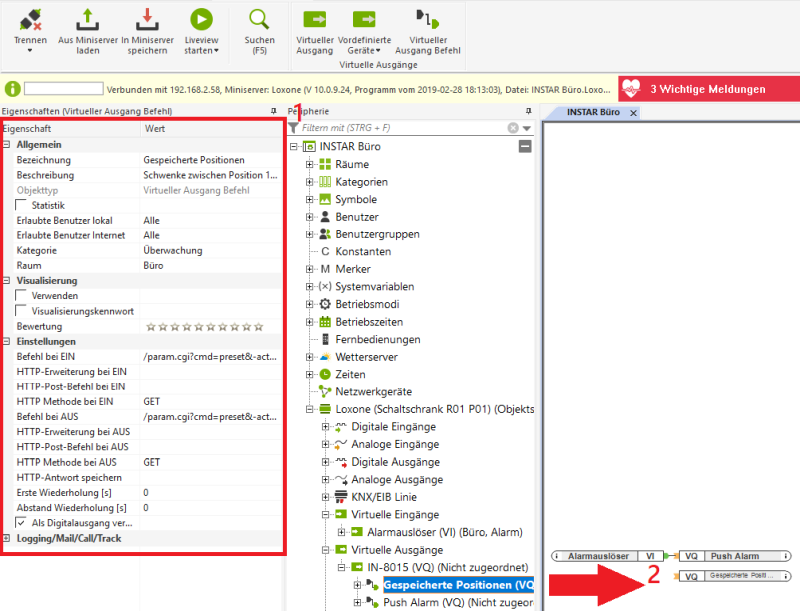 Trennen
Aus Miniserver laden
In Miniserver speichern
Liveview starten
Suchen (F5)
Virtueller Ausgang
Vordefinierte Geräte
Virtueller Ausgang Befehl
Virtuelle Ausgänge
Verbunden mit 192.168.2.58, Miniserver: Loxone (V 10.0.9.24, Programm vom 2019-02-28 18:13:03), Datei: INSTAR Büro.Loxo...
3 Wichtige Meldungen
Eigenschaften (Virtueller Ausgang Befehl)
1
Eigenschaft Wert
Allgemein
Bezeichnung Gespeicherte Positionen
Beschreibung Schwenke zwischen Position 1...
Objekttyp Virtueller Ausgang Befehl
Statistik
Erlaubte Benutzer lokal Alle
Erlaubte Benutzer Internet Alle
Kategorie Überwachung
Raum Büro
Visualisierung
Verwenden
Visualisierungskennwort
Bewertung
Einstellungen
Befehl bei EIN /param.cgi?cmd=preset&-act...
HTTP-Erweiterung bei EIN
HTTP-Post-Befehl bei EIN
HTTP Methode bei EIN GET
Befehl bei AUS /param.cgi?cmd=preset&-act...
HTTP-Erweiterung bei AUS
HTTP-Post-Befehl bei AUS
HTTP Methode bei AUS GET
HTTP-Antwort speichern
Erste Wiederholung [s] 0
Abstand Wiederholung [s] 0
Als Digitalausgang ver...
Logging/Mail/Call/Track
Peripherie
Filtern mit (STRG + F)
INSTAR Büro
Räume
Kategorien
Symbole
Benutzer
Benutzergruppen
C Konstanten
M Merker
(x) Systemvariablen
Betriebsmodi
Betriebszeiten
Fernbedienungen
Wetterserver
Zeiten
Netzwerkgeräte
Loxone (Schaltschrank R01 P01) (Objekts
Digitale Eingänge
Analoge Eingänge
Digitale Ausgänge
Analoge Ausgänge
KNX/EIB Linie
Virtuelle Eingänge
Alarmauslöser (VI) (Büro, Alarm)
Virtuelle Ausgänge
IN-8015 (VQ) (Nicht zugeordnet)
Gespeicherte Positionen (VQ
Push Alarm (VQ) (Nicht zugeor
INSTAR Büro
Alarmauslöser VI VQ Push Alarm
2
VQ Gespeicherte Positi...